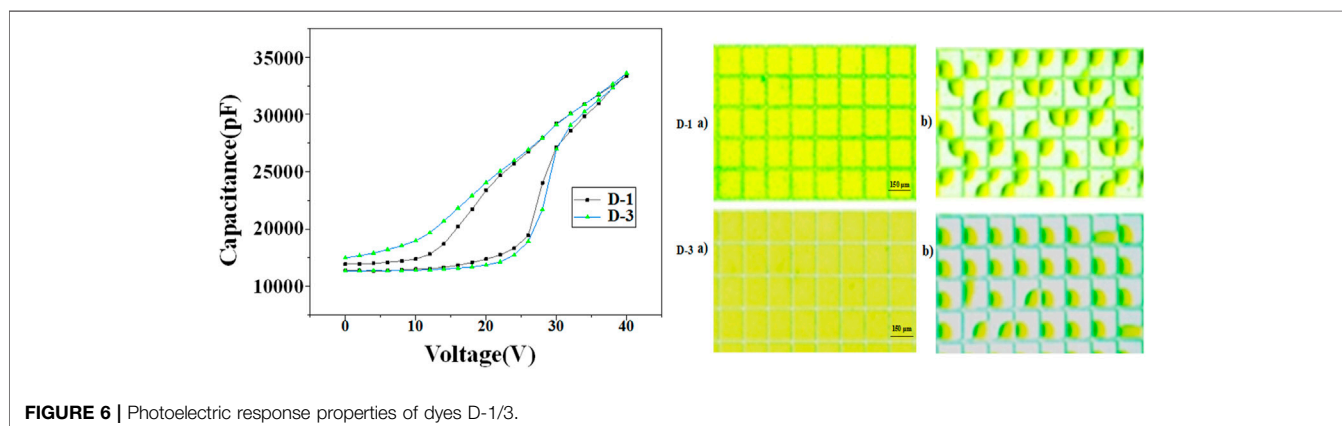 35000
30000
25000
20000
15000
10000
Capacitance(pF)
D-1
D-3
0
10
20
30
40
Voltage(V)
D-1 a)
150 μm
b)
D-3 a)
150 μm
b)
FIGURE 6 | Photoelectric response properties of dyes D-1/3.